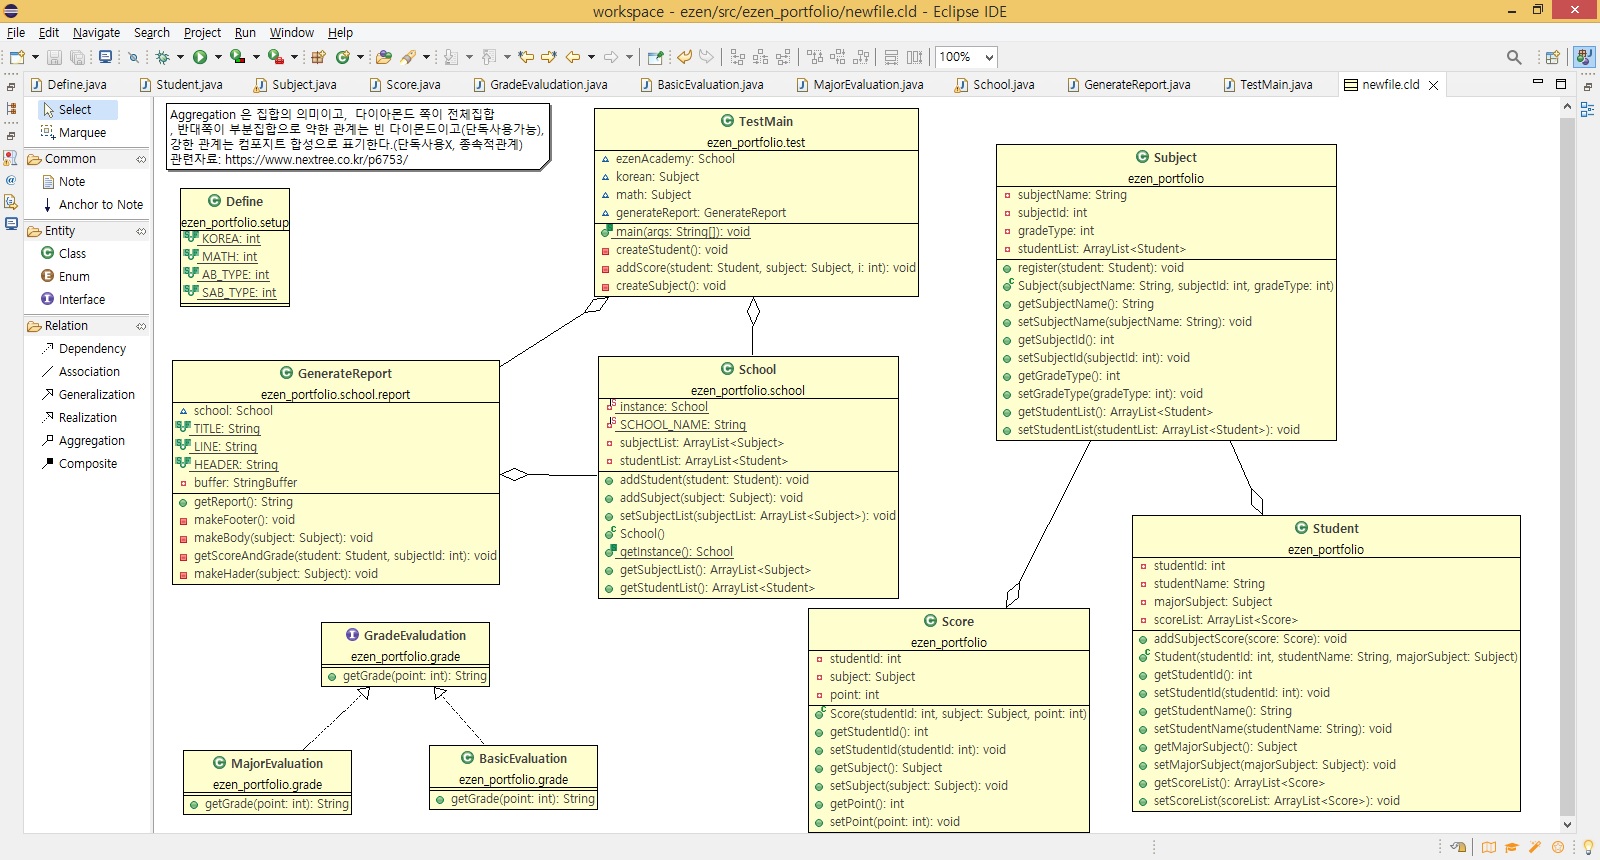 workspace - ezen/src/ezen_portfolio/newfile.cld - Eclipse IDE
File Edit Navigate Search Project Run Window Help
100%
Define.java Student.java Subject.java Score.java GradeEvaludation.java BasicEvaluation.java MajorEvaluation.java School.java GenerateReport.java TestMain.java newfile.cld
Select
Marquee
Common
Note
Anchor to Note
Entity
Class
Enum
Interface
Relation
Dependency
Association
Generalization
Realization
Aggregation
Composite
Aggregation 은 집합의 의미이고, 다이아몬드 쪽이 전체집합
, 반대쪽이 부분집합으로 약한 관계는 빈 다이몬드이고(단독사용가능),
강한 관계는 컴포지트 합성으로 표기한다.(단독사용X, 종속적관계)
관련자료: https://www.nextree.co.kr/p6753/
Define
ezen_portfolio.setup
KOREA: int
MATH: int
AB_TYPE: int
SAB_TYPE: int
TestMain
ezen_portfolio.test
ezenAcademy: School
korean: Subject
math: Subject
generateReport: GenerateReport
main(args: String[]): void
createStudent(): void
addScore(student: Student, subject: Subject, i: int): void
createSubject(): void
Subject
ezen_portfolio
subjectName: String
subjectId: int
gradeType: int
studentList: ArrayList<Student>
register(student: Student): void
Subject(subjectName: String, subjectId: int, gradeType: int)
getSubjectName(): String
setSubjectName(subjectName: String): void
getSubjectId(): int
setSubjectId(subjectId: int): void
getGradeType(): int
setGradeType(gradeType: int): void
getStudentList(): ArrayList<Student>
setStudentList(studentList: ArrayList<Student>): void
GenerateReport
ezen_portfolio.school.report
school: School
TITLE: String
LINE: String
HEADER: String
buffer: StringBuffer
getReport(): String
makeFooter(): void
makeBody(subject: Subject): void
getScoreAndGrade(student: Student, subjectId: int): void
makeHader(subject: Subject): void
School
ezen_portfolio.school
instance: School
SCHOOL_NAME: String
subjectList: ArrayList<Subject>
studentList: ArrayList<Student>
addStudent(student: Student): void
addSubject(subject: Subject): void
setSubjectList(subjectList: ArrayList<Subject>): void
School()
getInstance(): School
getSubjectList(): ArrayList<Subject>
getStudentList(): ArrayList<Student>
Student
ezen_portfolio
studentId: int
studentName: String
majorSubject: Subject
scoreList: ArrayList<Score>
addSubjectScore(score: Score): void
Student(studentId: int, studentName: String, majorSubject: Subject)
getStudentId(): int
setStudentId(studentId: int): void
getStudentName(): String
setStudentName(studentName: String): void
getMajorSubject(): Subject
setMajorSubject(majorSubject: Subject): void
getScoreList(): ArrayList<Score>
setScoreList(scoreList: ArrayList<Score>): void
Score
ezen_portfolio
studentId: int
subject: Subject
point: int
Score(studentId: int, subject: Subject, point: int)
getStudentId(): int
setStudentId(studentId: int): void
getSubject(): Subject
setSubject(subject: Subject): void
getPoint(): int
setPoint(point: int): void
GradeEvaludation
ezen_portfolio.grade
getGrade(point: int): String
MajorEvaluation
ezen_portfolio.grade
getGrade(point: int): String
BasicEvaluation
ezen_portfolio.grade
getGrade(point: int): String